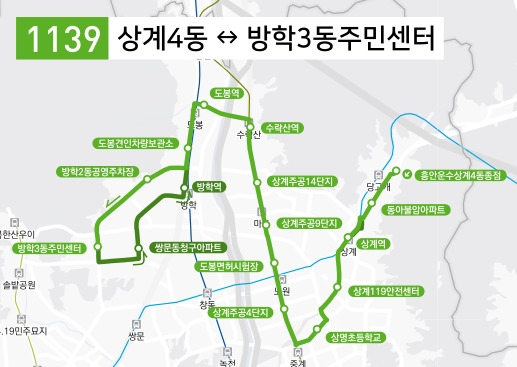 1139 상계4동 ↔ 방학3동주민센터
도봉역
도봉
수락산역
수락산
도봉견인차량보관소
방학2동공영주차장
방학역
방학
상계주공14단지
당고개
홍안운수상계4동종점
동아불암아파트
마
상계주공9단지
상계역
상계
북한산우이
방학3동주민센터
쌍문동청구아파트
도봉면허시험장
솔밭공원
노원
상계119안전센터
창동
상계주공4단지
4.19민주묘지
쌍문
상명초등학교
녹천
중계